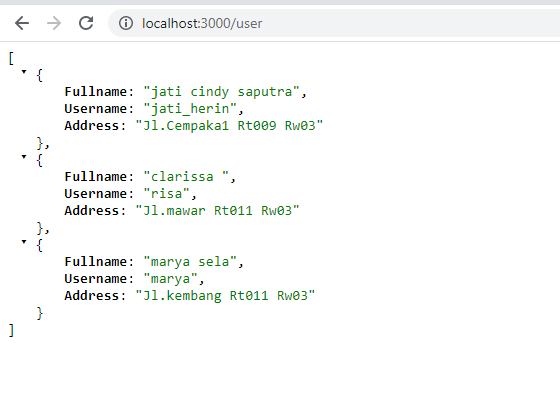 localhost:3000/user
[
{
Fullname: "jati cindy saputra",
Username: "jati_herin",
Address: "Jl.Cempaka1 Rt009 Rw03"
},
{
Fullname: "clarissa ",
Username: "risa",
Address: "Jl.mawar Rt011 Rw03"
},
{
Fullname: "marya sela",
Username: "marya",
Address: "Jl.kembang Rt011 Rw03"
}
]